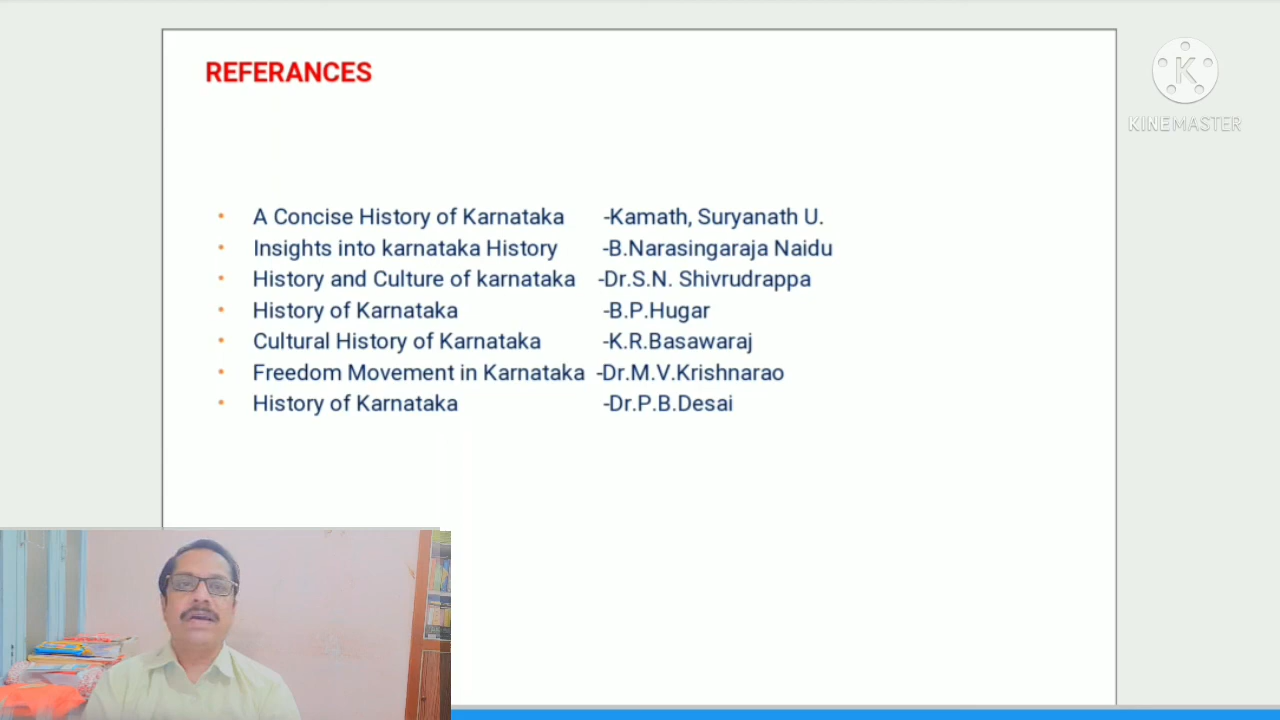 REFERANCES
K
KINEMASTER
• A Concise History of Karnataka -Kamath, Suryanath U.
• Insights into karnataka History -B.Narasingaraja Naidu
• History and Culture of karnataka -Dr.S.N. Shivrudrappa
• History of Karnataka -B.P.Hugar
• Cultural History of Karnataka -K.R.Basawaraj
• Freedom Movement in Karnataka -Dr.M.V.Krishnarao
• History of Karnataka -Dr.P.B.Desai